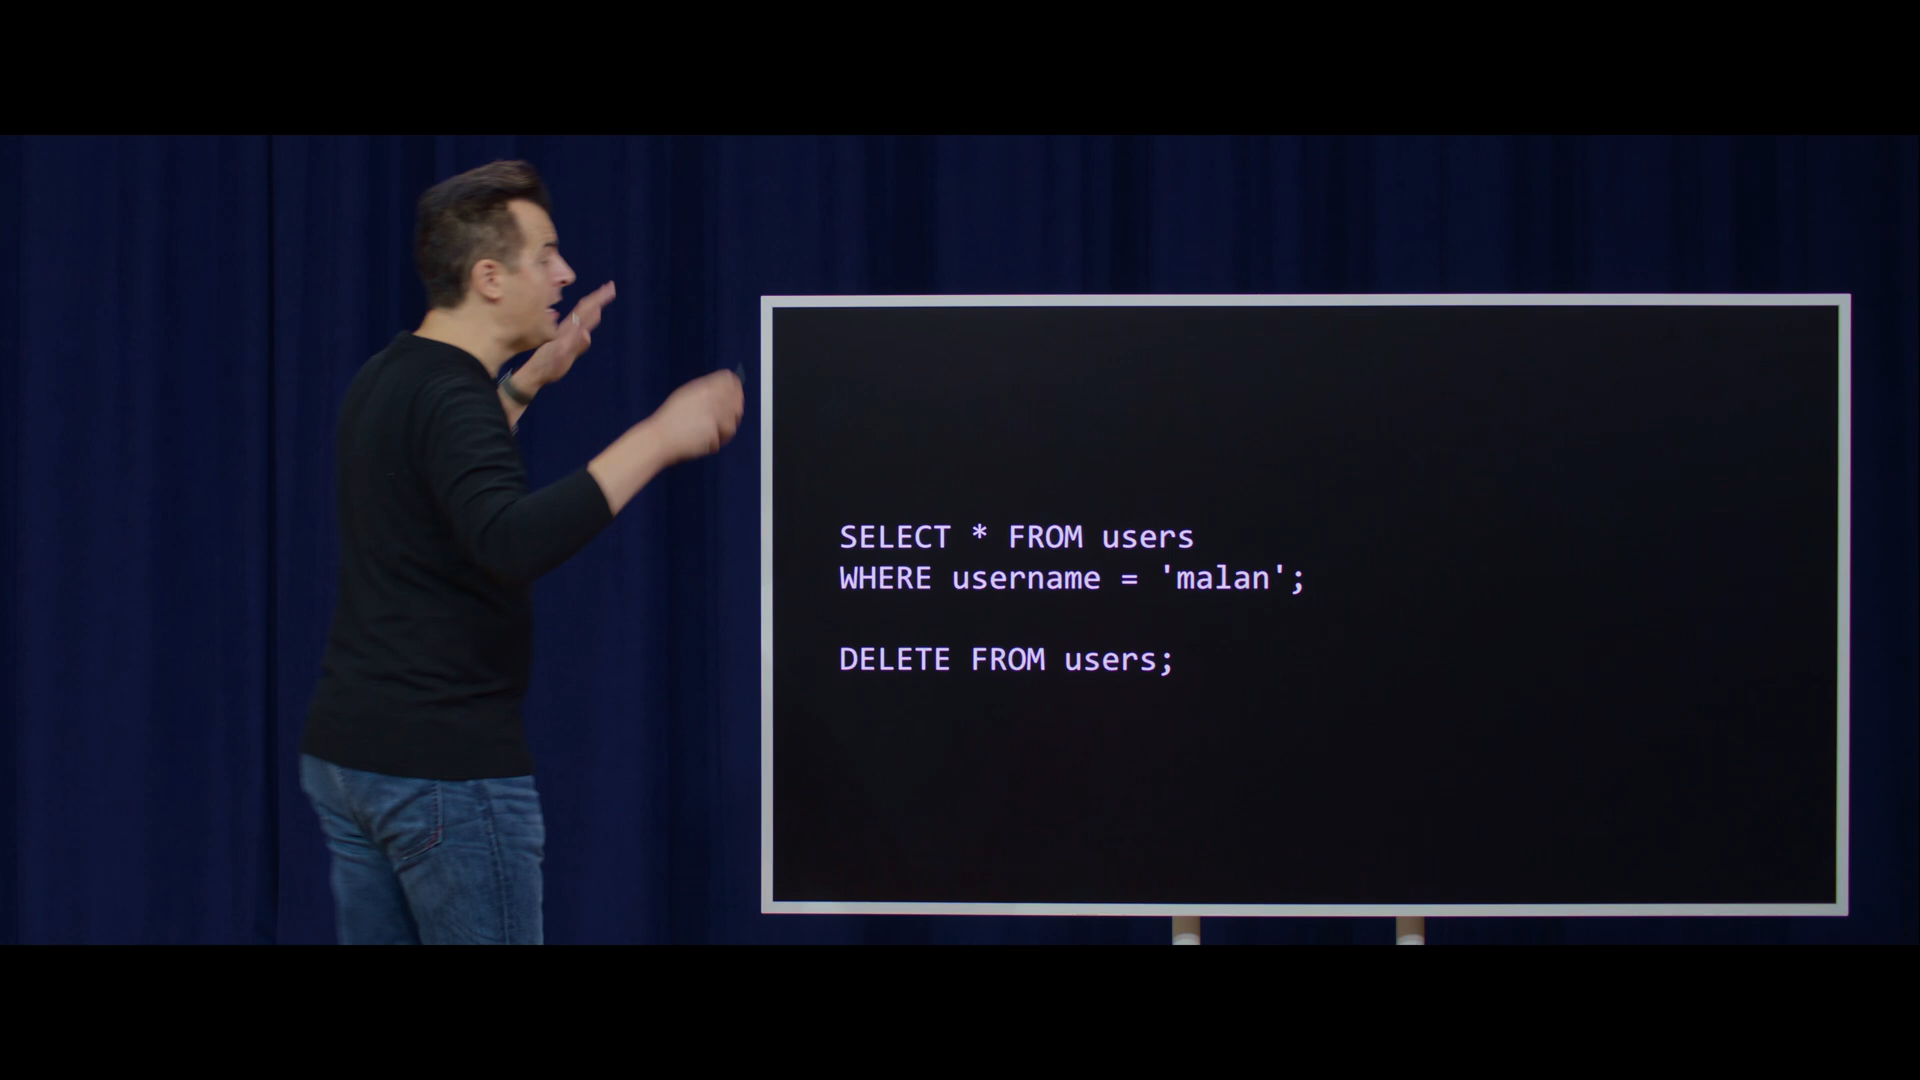 SELECT * FROM users
WHERE username = 'malan';
DELETE FROM users;